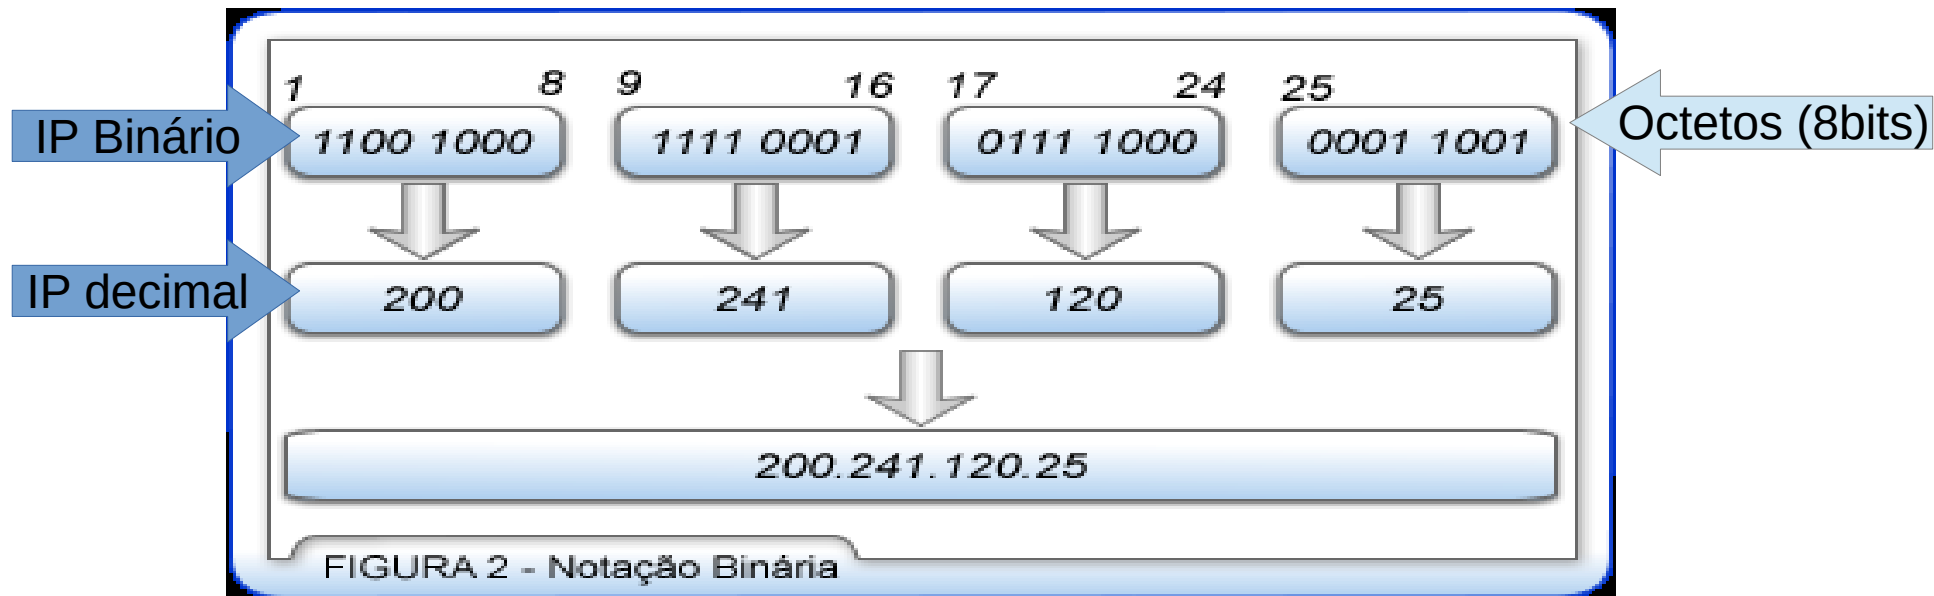 1 8 9 16 17 24 25
IP Binário 1100 1000 1111 0001 0111 1000 0001 1001 Octetos (8bits)
IP decimal 200 241 120 25
200.241.120.25
FIGURA 2 - Notação Binária